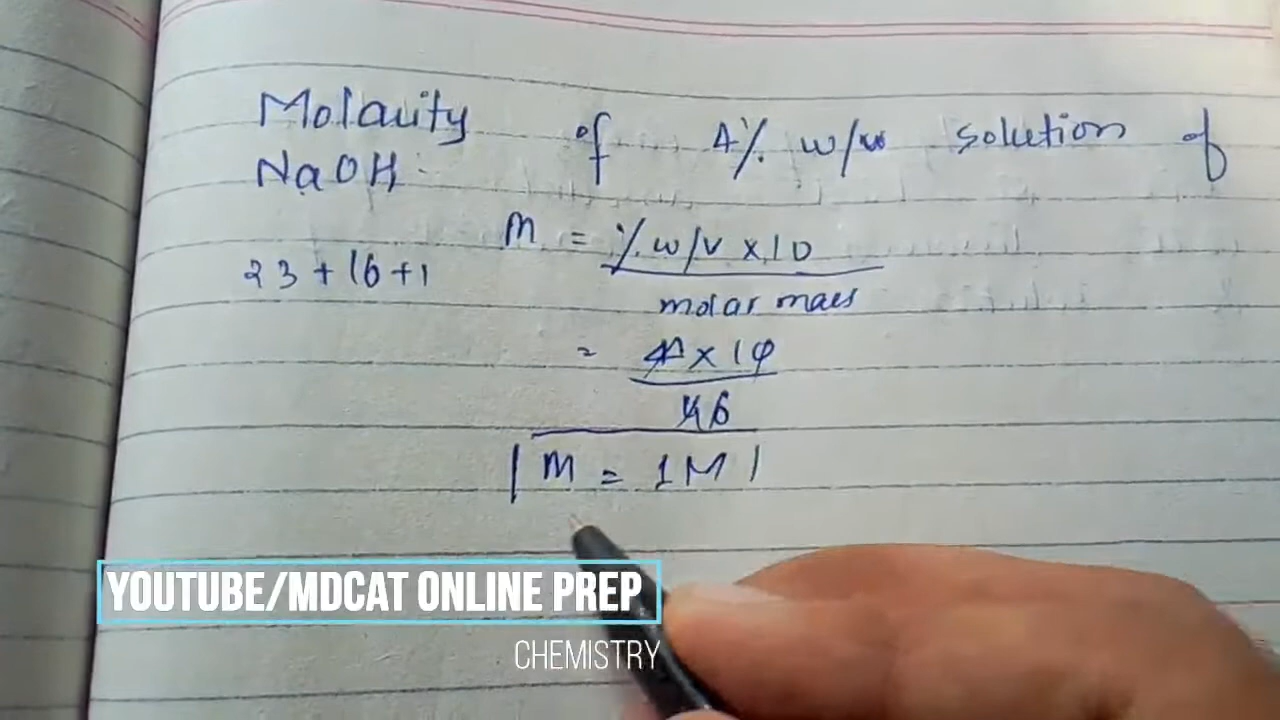 Molarity of 4% w/v solution of
NaOH:
M = % w/v x 10
23 + 16 + 1
molar mass
= 4 x 10
40
M = 1M
YOUTUBE/MDCAT ONLINE PREP
CHEMISTRY